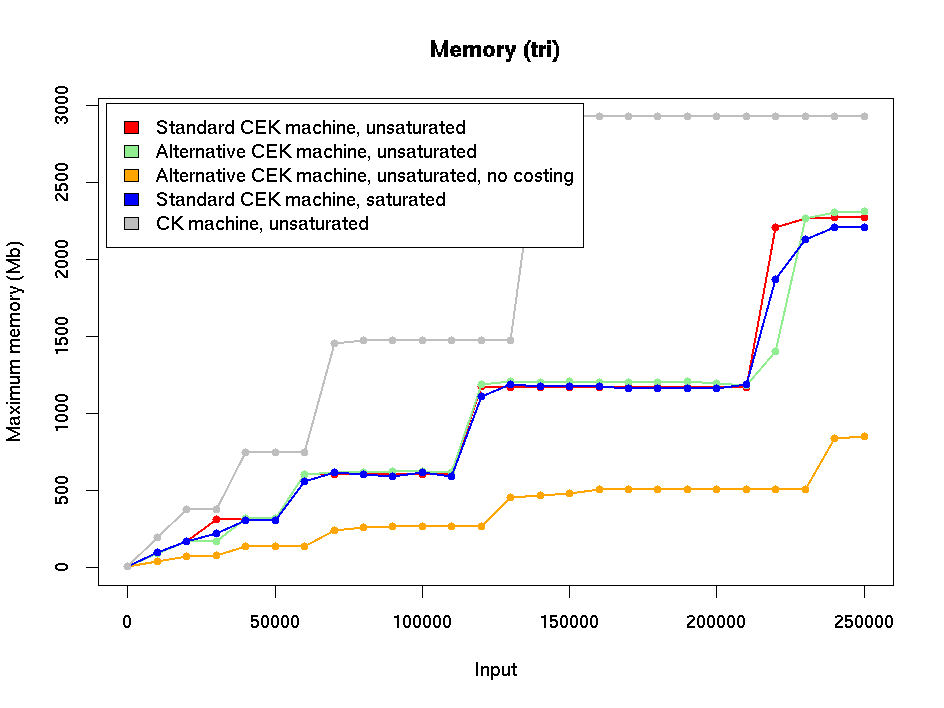 Memory (tri)
Standard CEK machine, unsaturated
Alternative CEK machine, unsaturated
Alternative CEK machine, unsaturated, no costing
Standard CEK machine, saturated
CK machine, unsaturated
Maximum memory (Mb)
3000
2500
2000
1500
1000
500
0
0 50000 100000 150000 200000 250000
Input